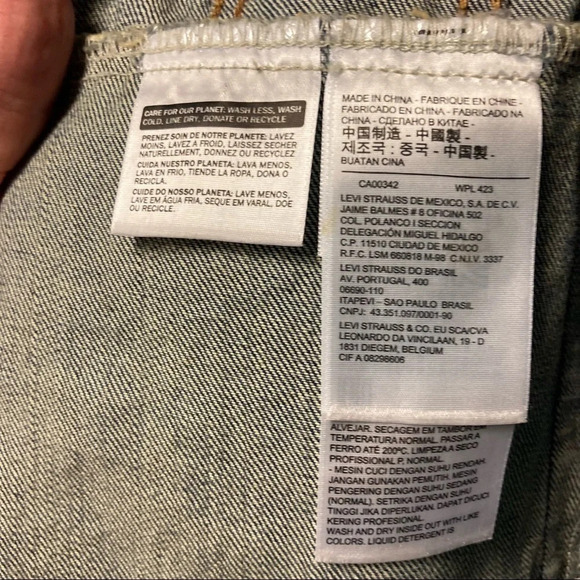 CARE FOR OUR PLANET: WASH LESS, WASH
COLD, LINE DRY, DONATE OR RECYCLE
PRENEZ SOIN DE NOTRE PLANETE: LAVEZ
MOINS, LAVEZ A FROID, LAISSEZ SECHER
NATURELLEMENT, DONNEZ OU RECYCLEZ
CUIDA NUESTRO PLANETA: LAVA MENOS,
LAVA EN FRIO, TIENDE LA ROPA, DONA O
RECICLA.
CUIDE DO NOSSO PLANETA: LAVE MENOS,
LAVE EM ÁGUA FRIA, SEQUE EM VARAL, DOE
OU RECICLE.
MADE IN CHINA - FABRIQUE EN CHINE -
FABRICADO EN CHINA - FABRICADO NA
CHINA - СДЕЛАНО В КИТАЕ -
中国制造 - 中國製 -
제조국 : 중국 - 中国製 -
BUATAN CINA
CA00342 WPL 423
LEVI STRAUSS DE MEXICO, S.A. DE C.V.
JAIME BALMES # 8 OFICINA 502
COL. POLANCO I SECCION
DELEGACIÓN MIGUEL HIDALGO
C.P. 11510 CIUDAD DE MEXICO
R.F.C. LSM 660818 M-98 C.N.I.V. 3337
LEVI STRAUSS DO BRASIL
AV. PORTUGAL, 400
06690-110
ITAPEVI – SAO PAULO BRASIL
CNPJ: 43.351.097/0001-90
LEVI STRAUSS & CO. EU SCA/CVA
LEONARDO DA VINCILAAN, 19 - D
1831 DIEGEM, BELGIUM
CIF A 08298606
ALVEJAR. SECAGEM EM TAMBOR EM
TEMPERATURA NORMAL. PASSAR A
FERRO ATÉ 200ºC. LIMPEZA A SECO
PROFISSIONAL P, NORMAL.
- MESIN CUCI DENGAN SUHU RENDAH.
JANGAN GUNAKAN PEMUTIH. MESIN
PENGERING DENGAN SUHU SEDANG
(NORMAL). SETRIKA DENGAN SUHU
TINGGI JIKA DIPERLUKAN. DAPAT DICUCI
KERING PROFESIONAL.
WASH AND DRY INSIDE OUT WITH LIKE
COLORS. LIQUID DETERGENT IS